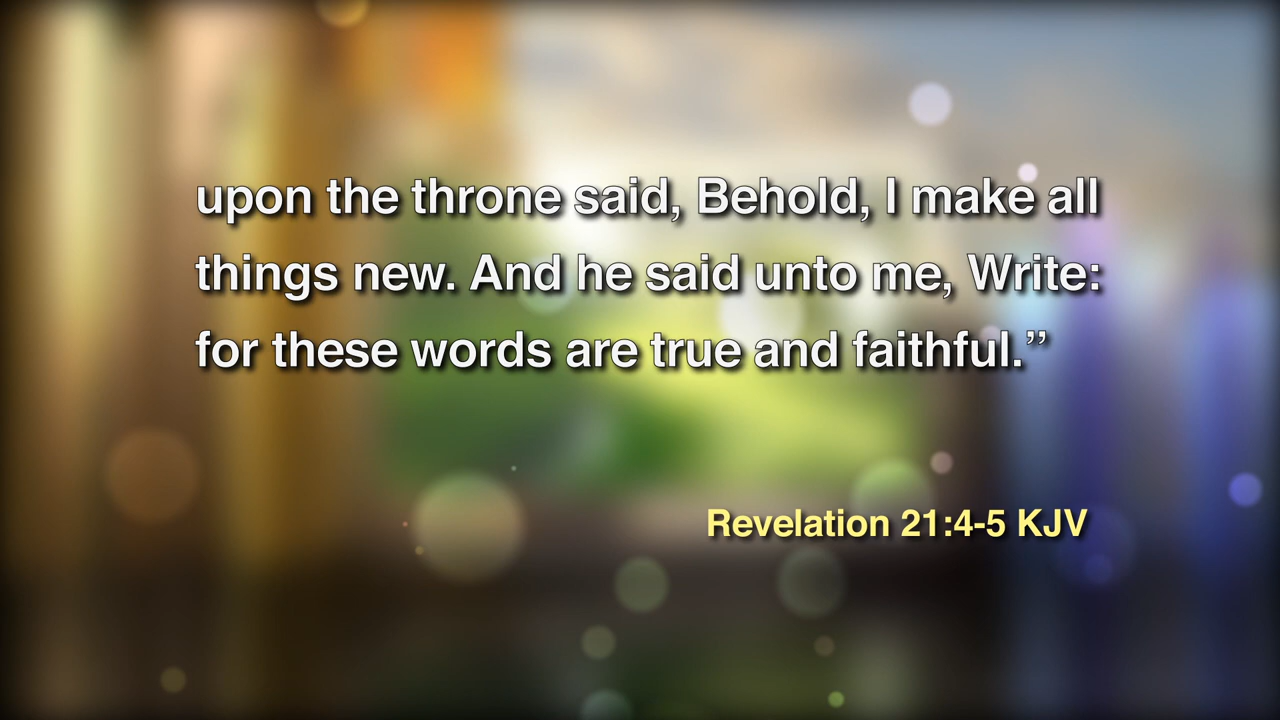 upon the throne said, Behold, I make all
things new. And he said unto me, Write:
for these words are true and faithful.”
Revelation 21:4-5 KJV